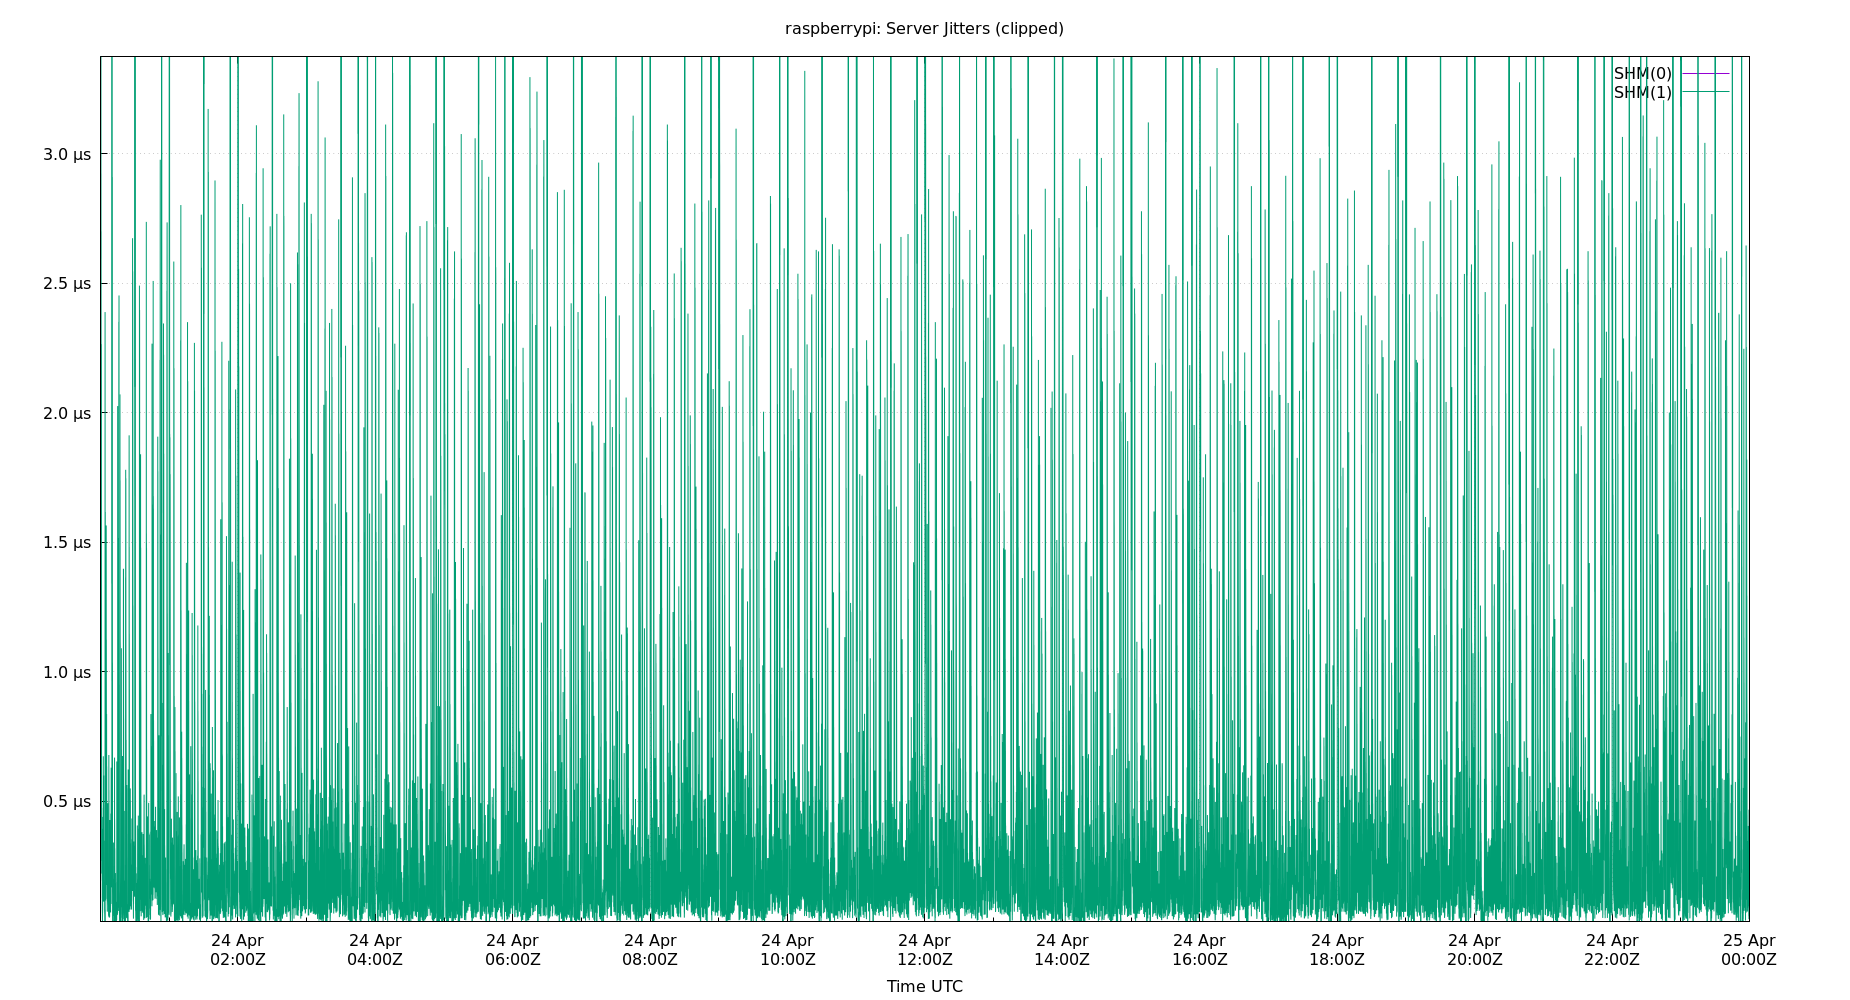 raspberrypi: Server Jitters (clipped)
SHM(0)
SHM(1)
3.0 µs
2.5 µs
2.0 µs
1.5 µs
1.0 µs
0.5 µs
24 Apr 24 Apr 24 Apr 24 Apr 24 Apr 24 Apr 24 Apr 24 Apr 24 Apr 24 Apr 24 Apr 25 Apr
02:00Z 04:00Z 06:00Z 08:00Z 10:00Z 12:00Z 14:00Z 16:00Z 18:00Z 20:00Z 22:00Z 00:00Z
Time UTC